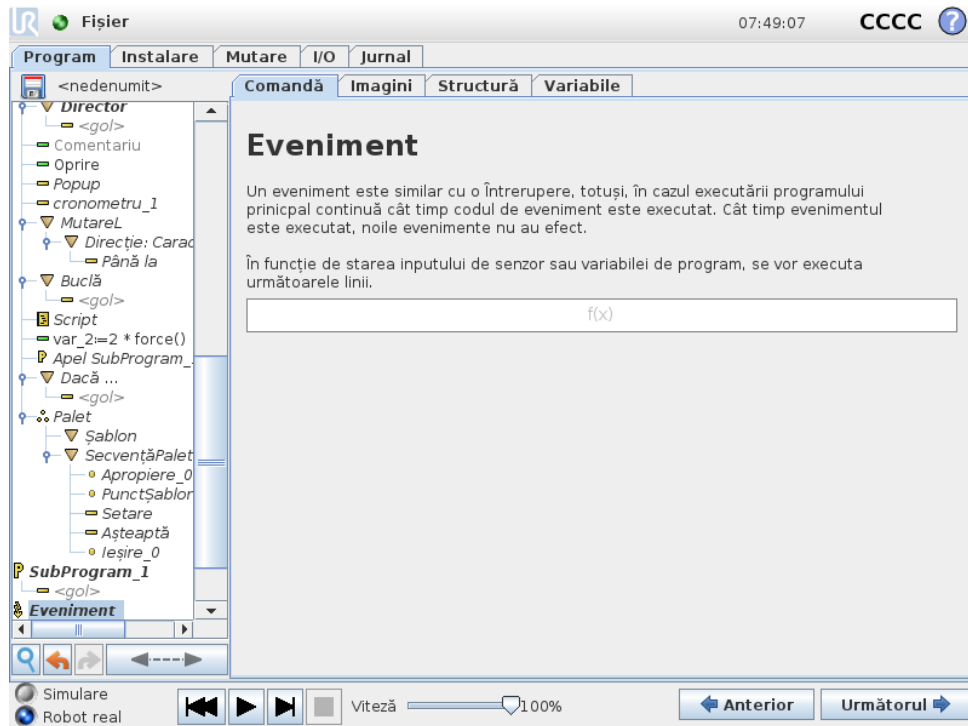 Fișier
07:49:07
CCCC
?
Program Instalare Mutare I/O Jurnal
<nedenumit>
Comandă Imagini Structură Variabile
Director
<gol>
Comentariu
Oprire
Popup
cronometru_1
MutareL
Direcție: Carac
Până la
Buclă
<gol>
Script
var_2:=2 * force()
Apel SubProgram_
Dacă ...
<gol>
Palet
Șablon
SecvențăPalet
Apropiere_0
PunctȘablon
Setare
Așteaptă
Ieșire_0
SubProgram_1
<gol>
Eveniment
Eveniment
Un eveniment este similar cu o Întrerupere, totuși, în cazul executării programului
prinicpal continuă cât timp codul de eveniment este executat. Cât timp evenimentul
este executat, noile evenimente nu au efect.
În funcție de starea inputului de senzor sau variabilei de program, se vor executa
următoarele linii.
f(x)
Simulare
Robot real
Viteză 100%
Anterior
Următorul